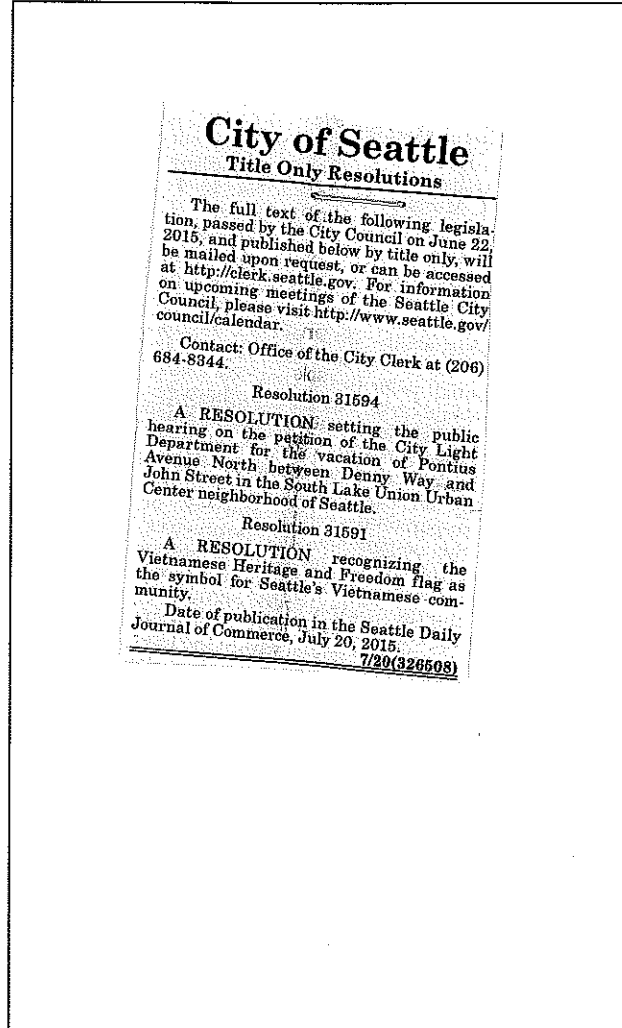 City of Seattle
Title Only Resolutions
The full text of the following legisla-
tion, passed by the City Council on June 22,
2015, and published below by title only, will
be mailed upon request, or can be accessed
at http://clerk.seattle.gov. For information
on upcoming meetings of the Seattle City
Council, please visit http://www.seattle.gov/
council/calendar.
Contact: Office of the City Clerk at (206)
684-8344.
Resolution 31594
A RESOLUTION setting the public
hearing on the petition of the City Light
Department for the vacation of Pontius
Avenue North between Denny Way and
John Street in the South Lake Union Urban
Center neighborhood of Seattle.
Resolution 31591
A RESOLUTION recognizing the
Vietnamese Heritage and Freedom flag as
the symbol for Seattle's Vietnamese com-
munity.
Date of publication in the Seattle Daily
Journal of Commerce, July 20, 2015.
7/20(326508)